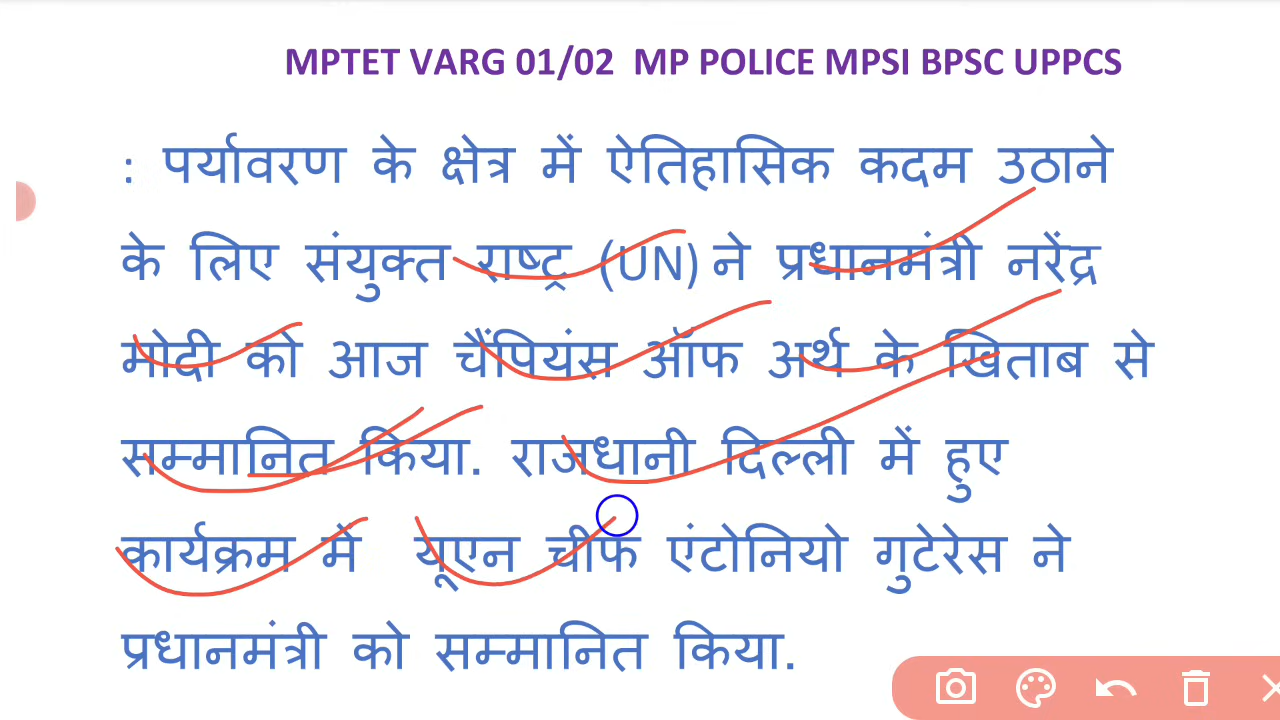 MPTET VARG 01/02 MP POLICE MPSI BPSC UPPCS
: पर्यावरण के क्षेत्र में ऐतिहासिक कदम उठाने
के लिए संयुक्त राष्ट्र (UN) ने प्रधानमंत्री नरेंद्र
मोदी को आज चैंपियंस ऑफ अर्थ के खिताब से
सम्मानित किया. राजधानी दिल्ली में हुए
कार्यक्रम में यूएन चीफ एंटोनियो गुटेरेस ने
प्रधानमंत्री को सम्मानित किया.